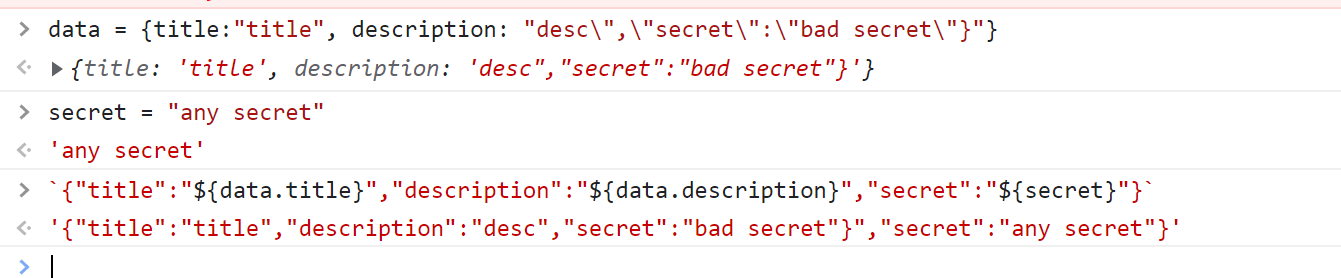 data = {title:"title", description: "desc\",\"secret\":\"bad secret\"}"}
{title: 'title', description: 'desc","secret":"bad secret"}'}
secret = "any secret"
'any secret'
`{"title":"${data.title}","description":"${data.description}","secret":"${secret}"}`
'{"title":"title","description":"desc","secret":"bad secret"}","secret":"any secret"}'